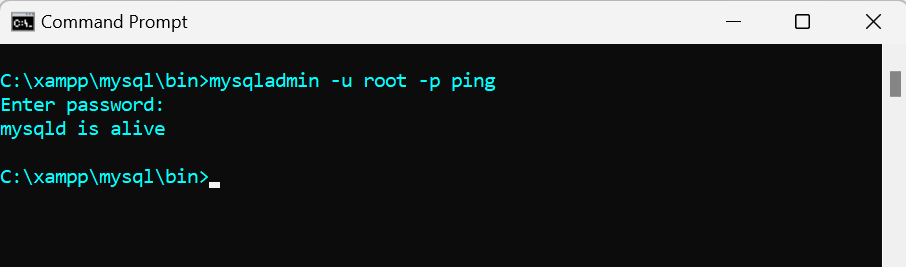 Command Prompt
C:\xampp\mysql\bin>mysqladmin -u root -p ping
Enter password:
mysqld is alive
C:\xampp\mysql\bin>